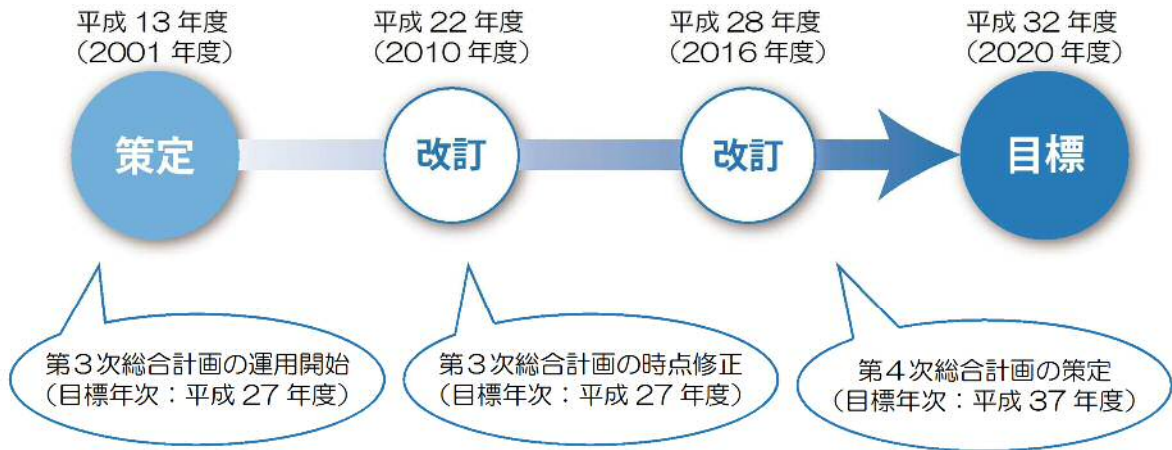 平成 13 年度
（2001 年度）
平成 22 年度
（2010 年度）
平成 28 年度
（2016 年度）
平成 32 年度
（2020 年度）
策定
改訂
改訂
目標
第３次総合計画の運用開始
（目標年次：平成 27 年度）
第３次総合計画の時点修正
（目標年次：平成 27 年度）
第４次総合計画の策定
（目標年次：平成 37 年度）